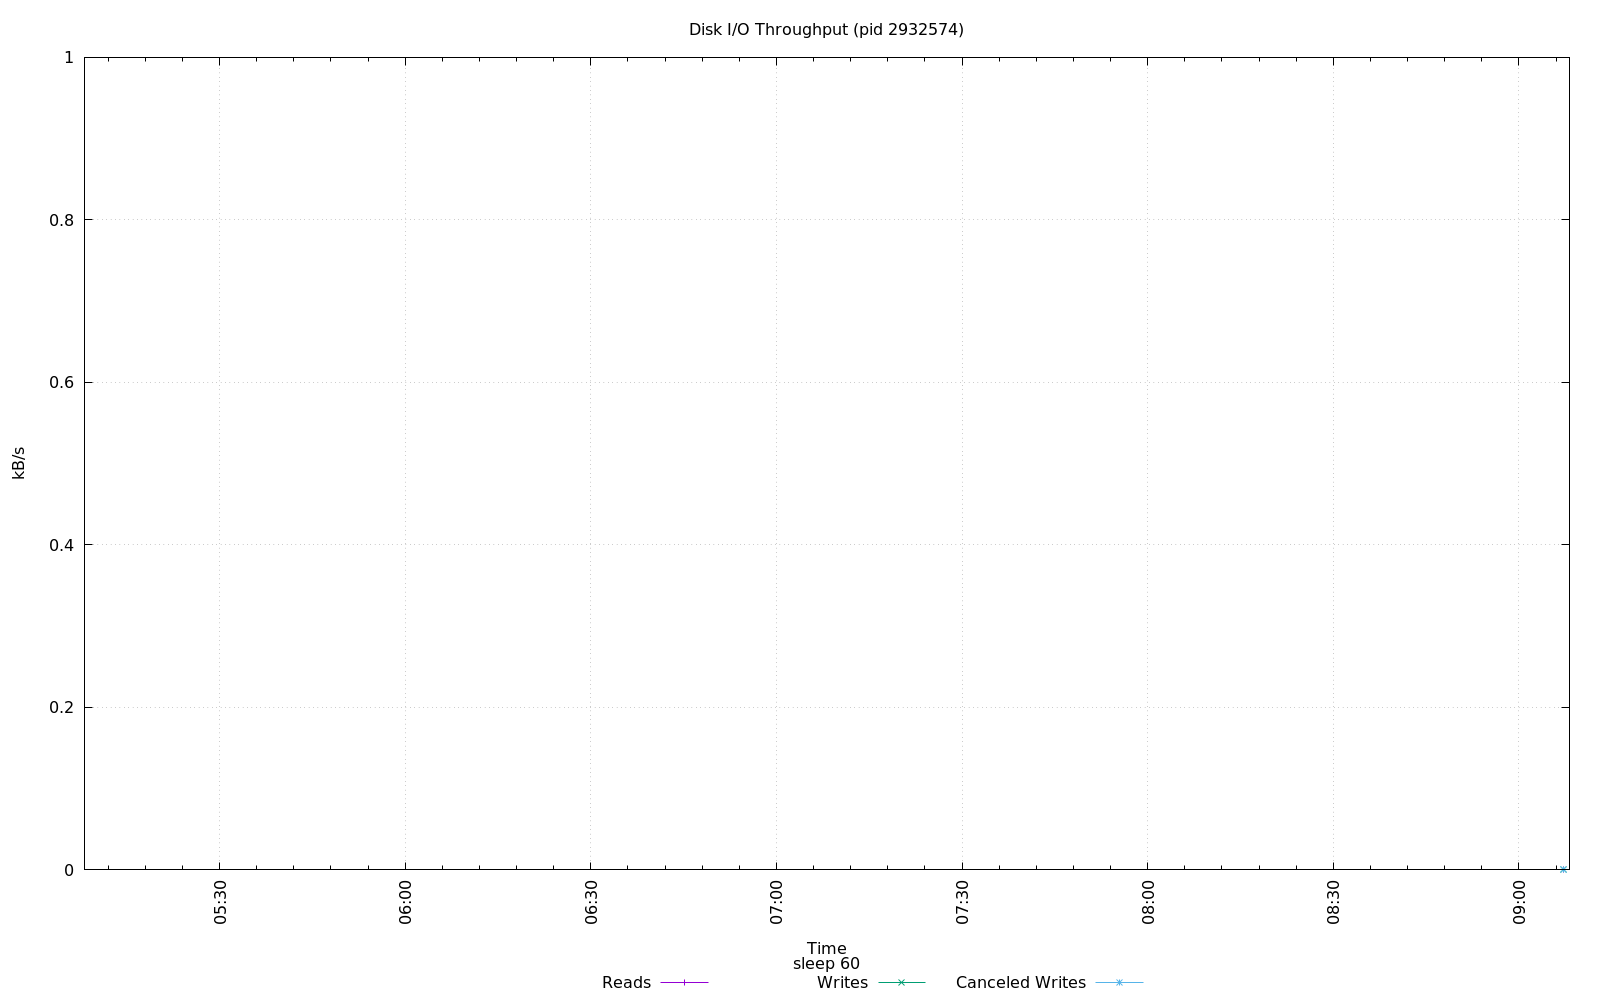 Disk I/O Throughput (pid 2932574)
1
0.8
0.6
0.4
0.2
0
kB/s
05:30 06:00 06:30 07:00 07:30 08:00 08:30 09:00
Time
sleep 60
Reads Writes Canceled Writes